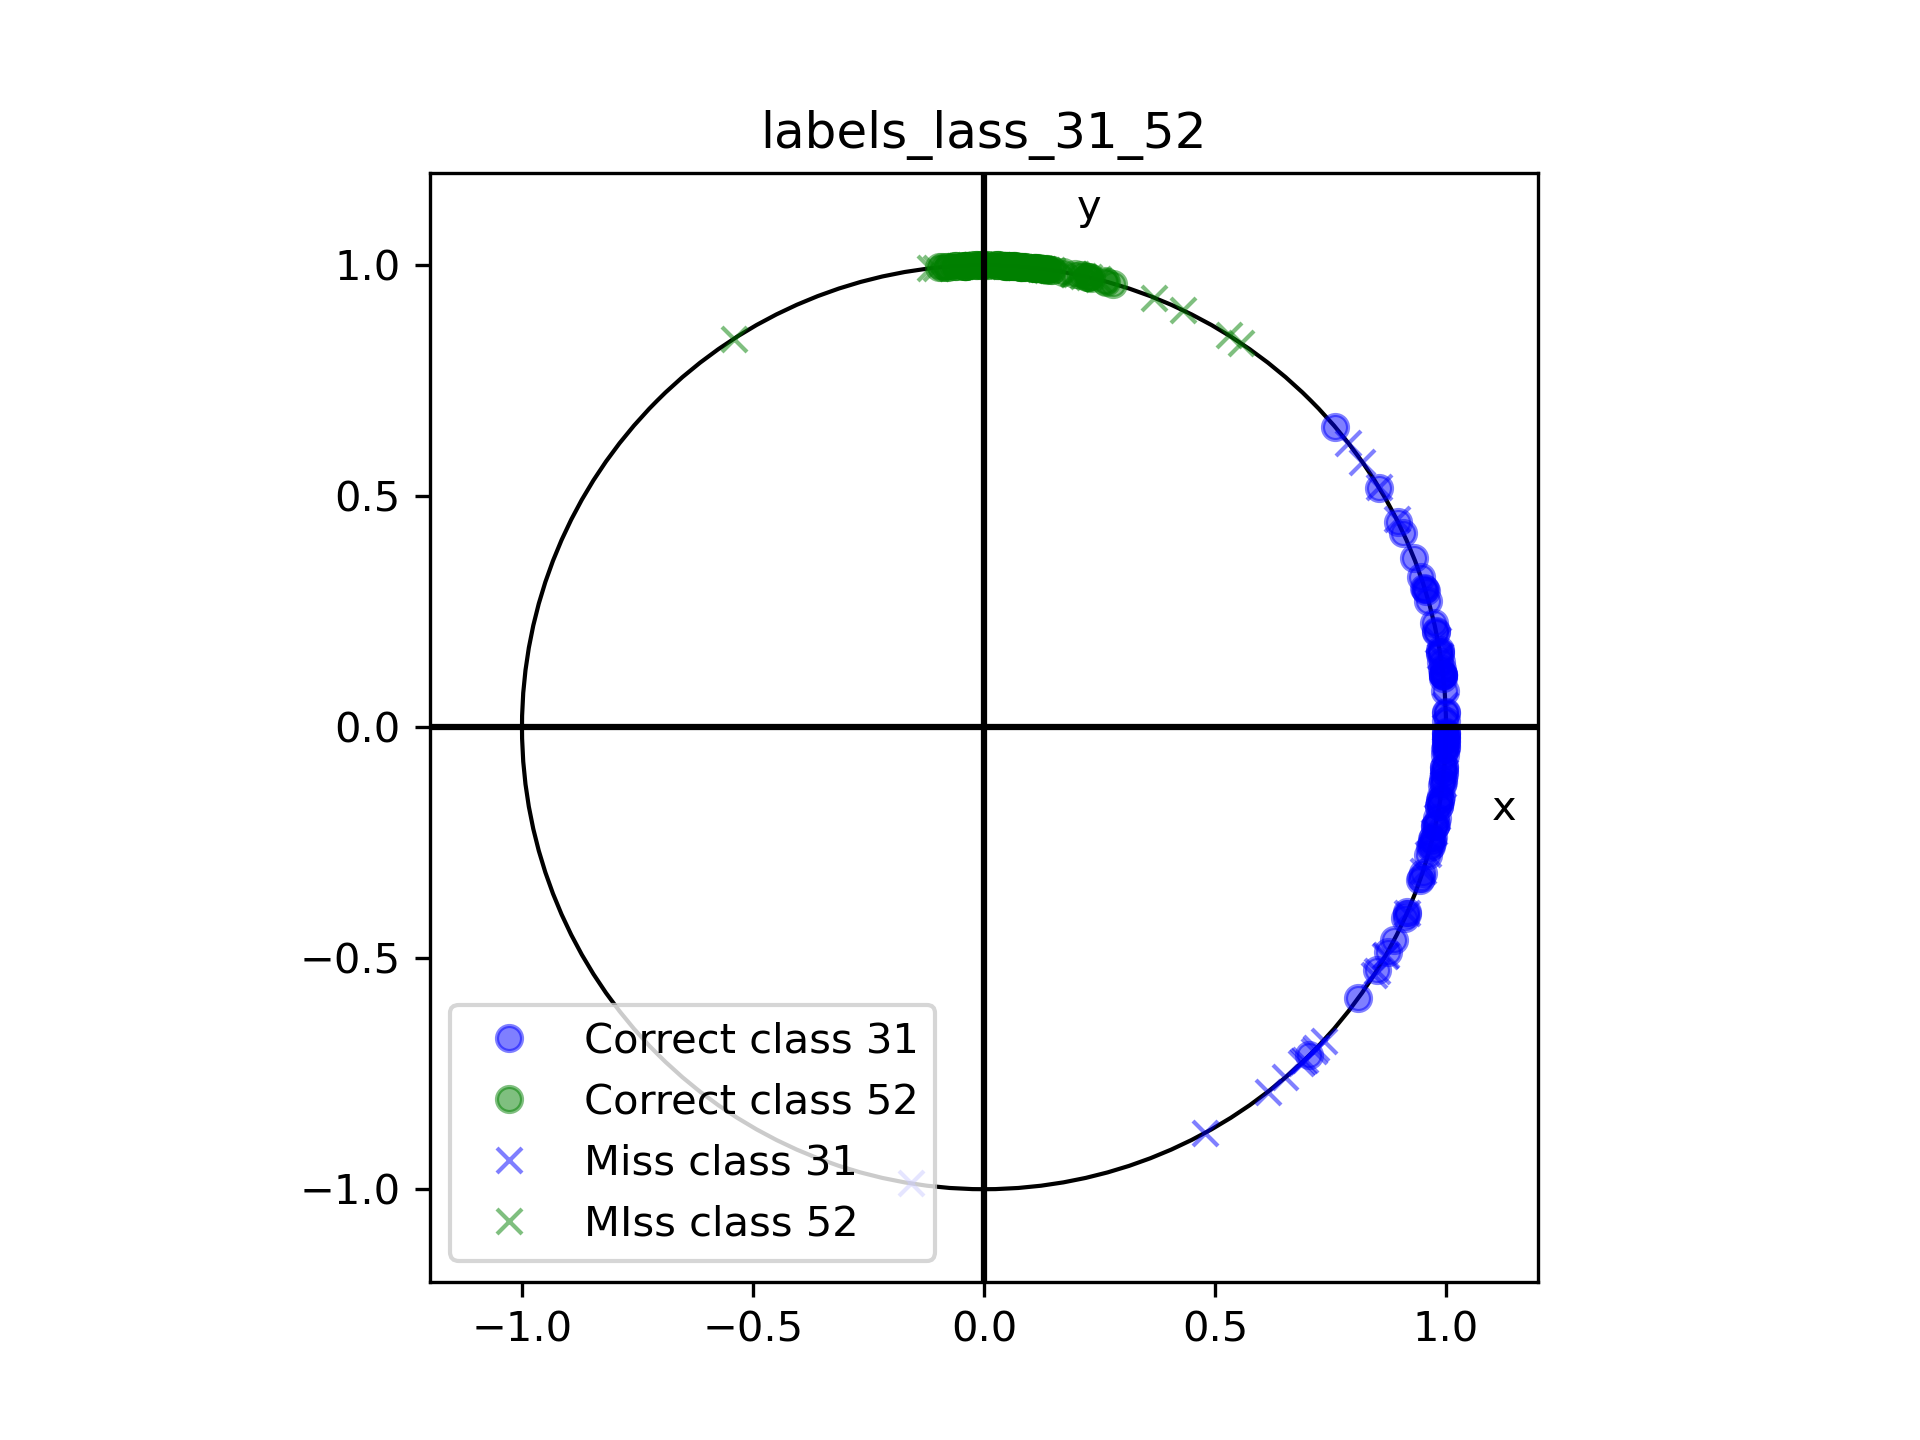 labels_lass_31_52
y
1.0
0.5
0.0
−0.5
−1.0
x
Correct class 31
Correct class 52
Miss class 31
MIss class 52
−1.0 −0.5 0.0 0.5 1.0